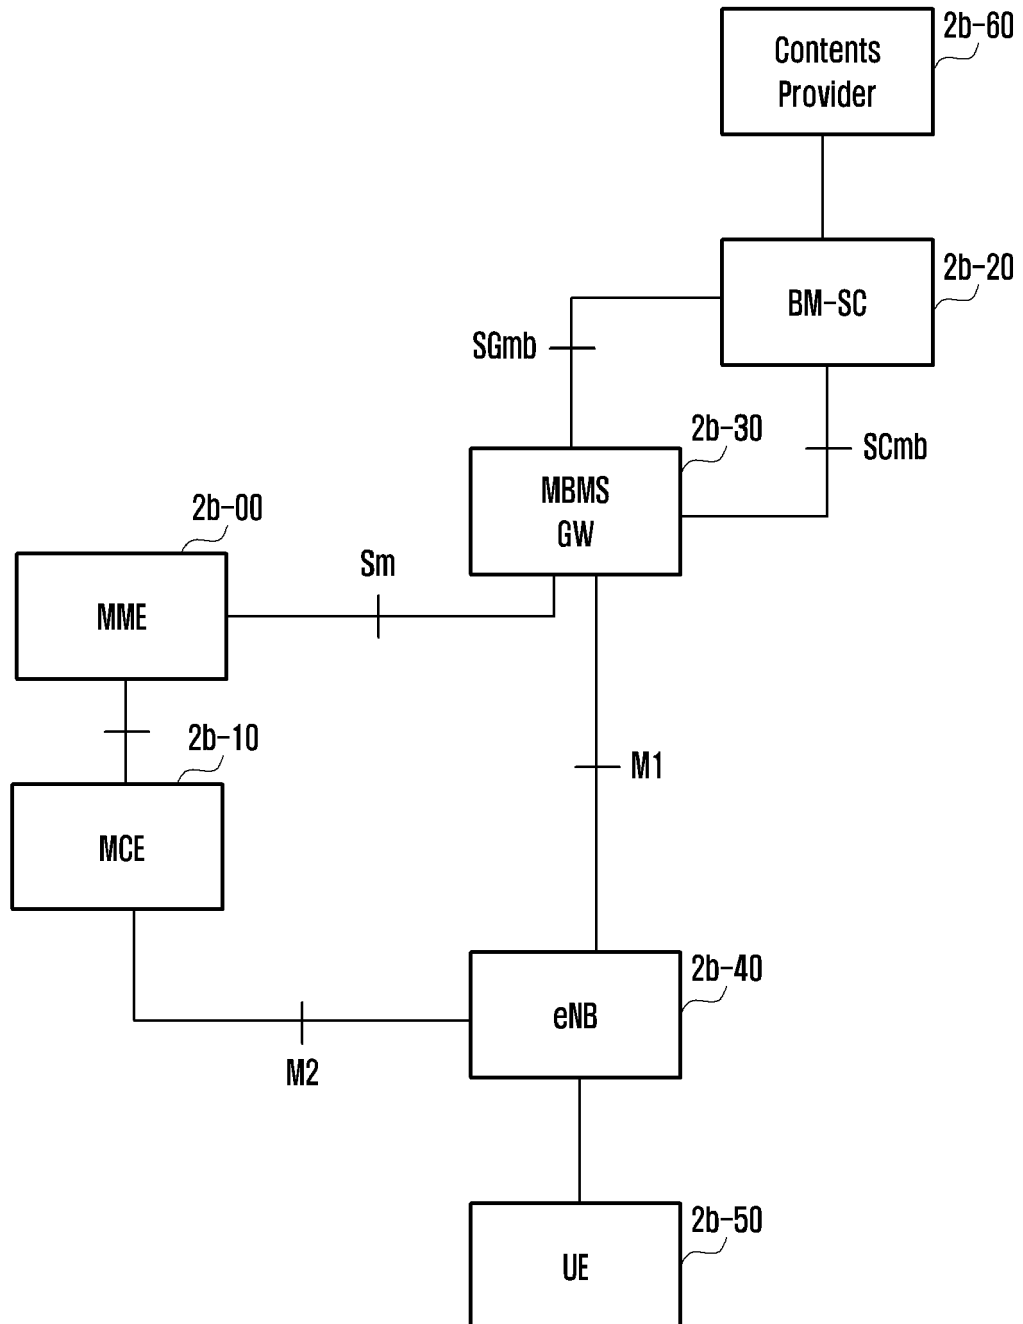 2b-60
Contents
Provider
2b-20
BM-SC
SGmb
2b-30
SCmb
MBMS
GW
2b-00
Sm
MME
2b-10
M1
MCE
2b-40
eNB
M2
2b-50
UE